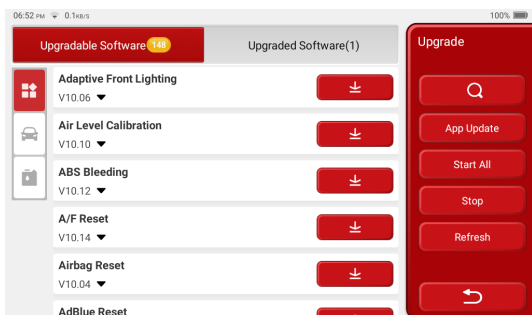 06:52 PM 0.1KB/S 100%
Upgradable Software 148
Upgraded Software(1)
Upgrade
Adaptive Front Lighting
V10.06
Air Level Calibration
V10.10
ABS Bleeding
V10.12
A/F Reset
V10.14
Airbag Reset
V10.04
AdBlue Reset
App Update
Start All
Stop
Refresh